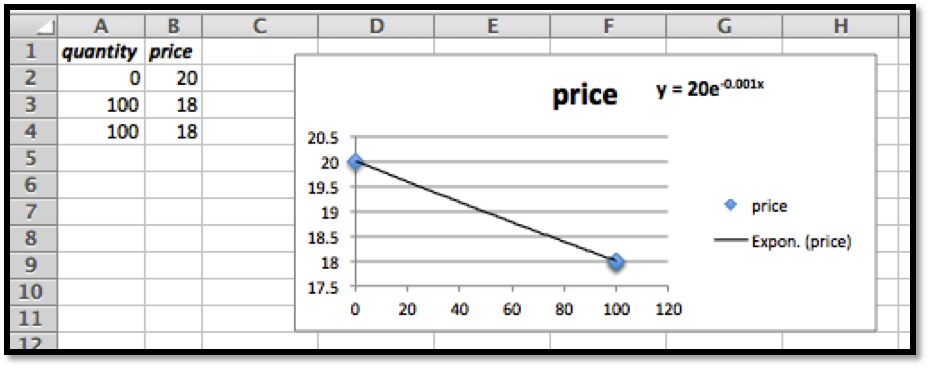 A B C D E F G H
1 quantity price
2 0 20
3 100 18
4 100 18
5
6
7
8
9
10
11
12
price
y = 20e^-0.001x
20.5
20
19.5
19
18.5
18
17.5
0 20 40 60 80 100 120
price
Expon. (price)